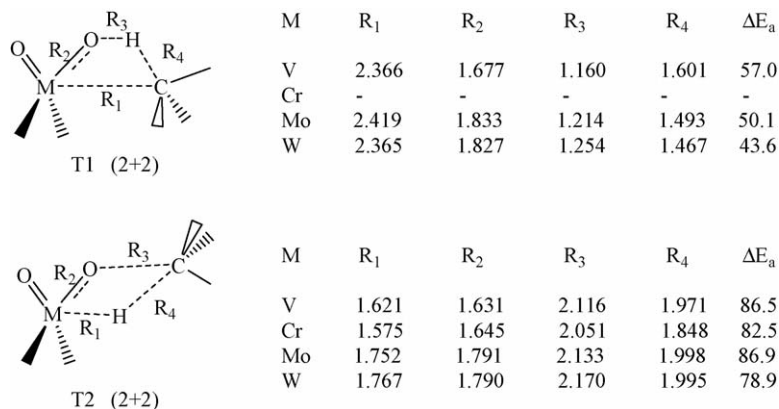 M R₁ R₂ R₃ R₄ ΔEₐ
V 2.366 1.677 1.160 1.601 57.0
Cr - - - - -
Mo 2.419 1.833 1.214 1.493 50.1
W 2.365 1.827 1.254 1.467 43.6
O R₂ O R₃ H R₄ M R₁ C
T1 (2+2)
M R₁ R₂ R₃ R₄ ΔEₐ
V 1.621 1.631 2.116 1.971 86.5
Cr 1.575 1.645 2.051 1.848 82.5
Mo 1.752 1.791 2.133 1.998 86.9
W 1.767 1.790 2.170 1.995 78.9
O R₂ O R₃ C M R₁ H R₄
T2 (2+2)